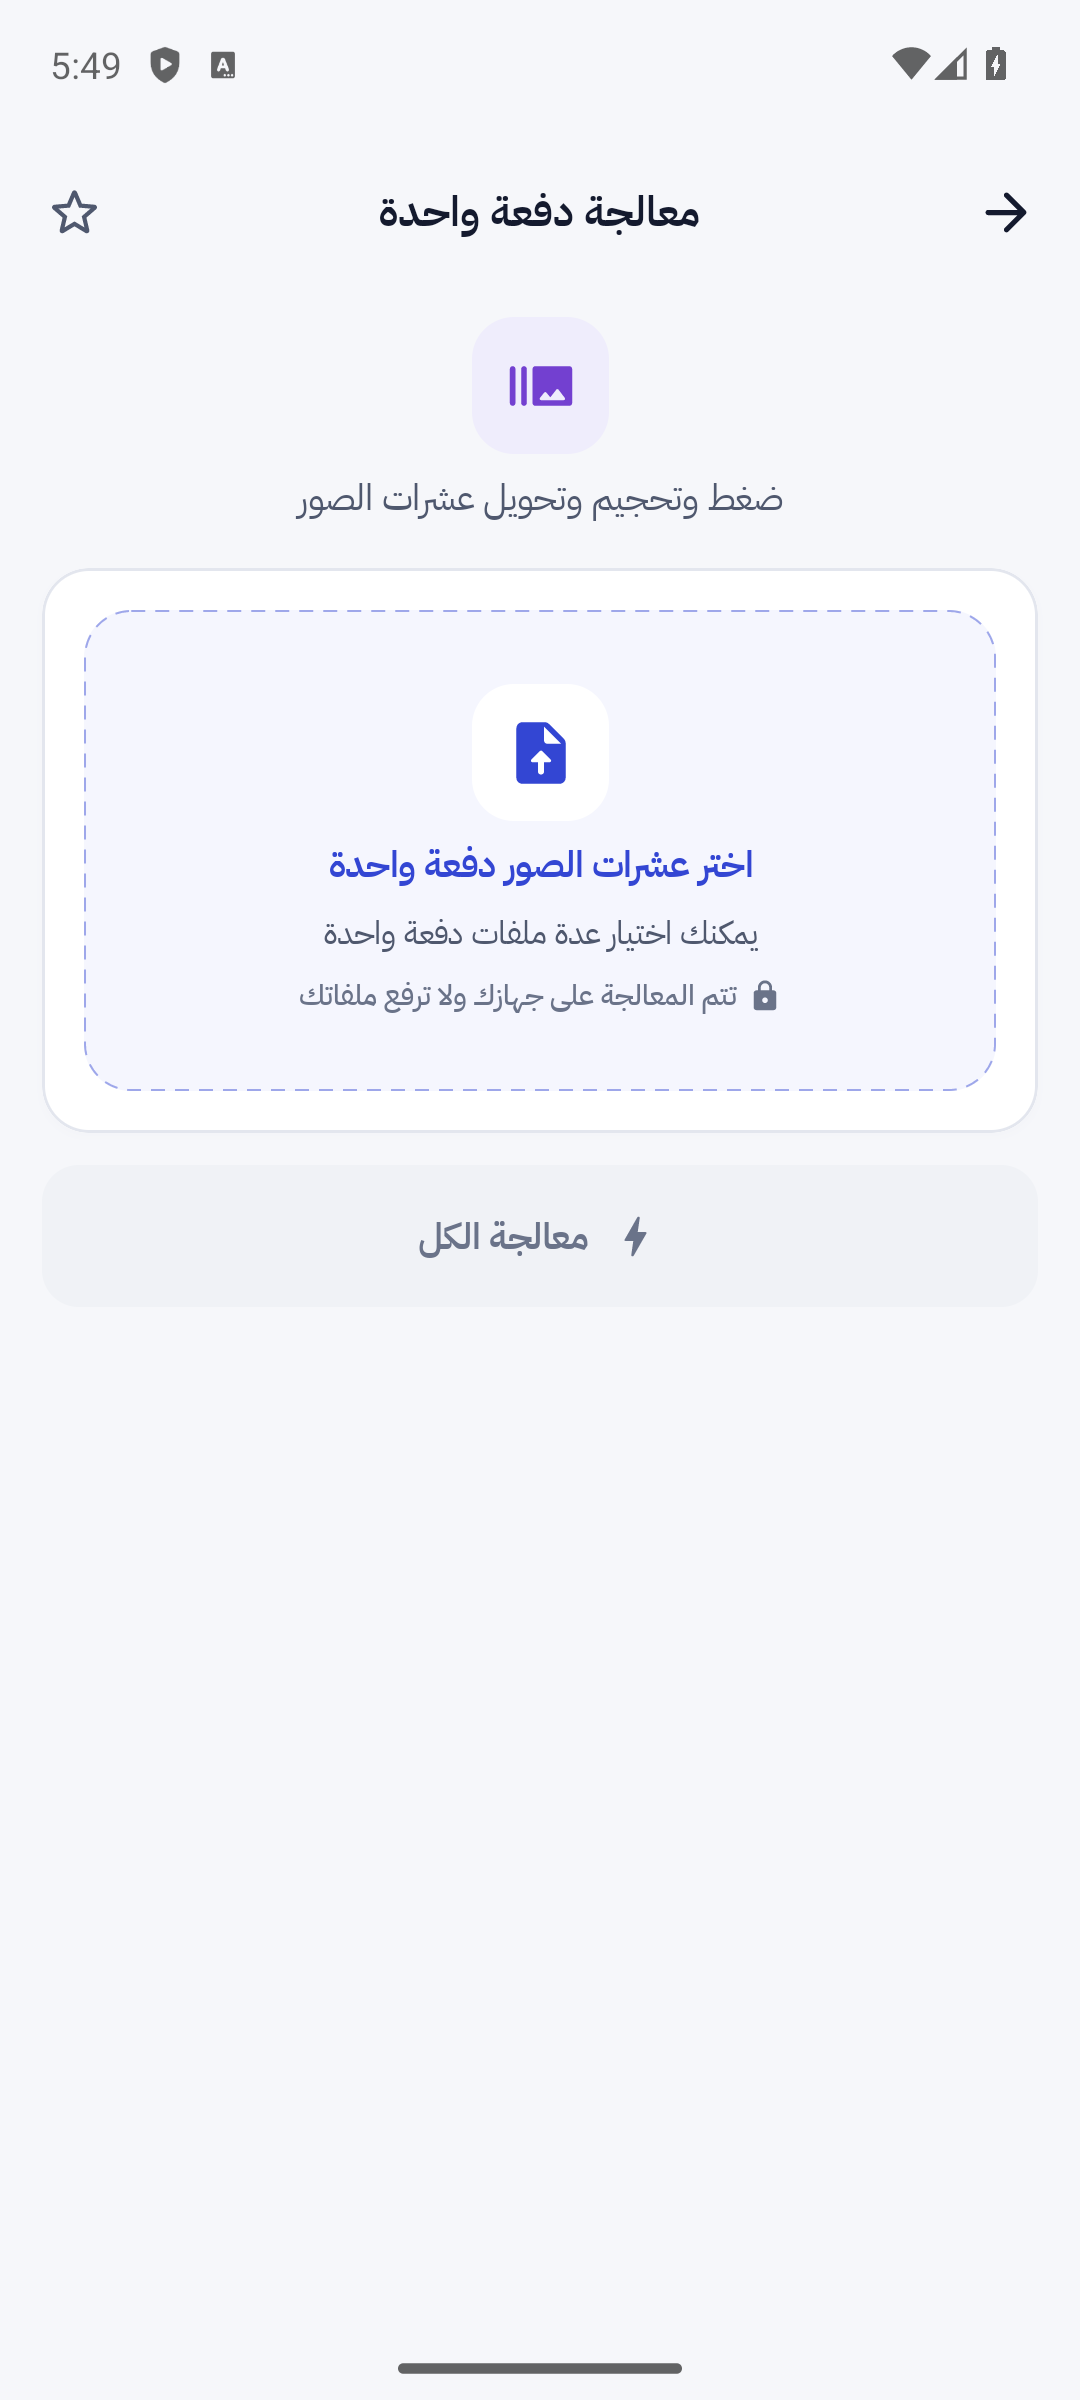 5:49
معالجة دفعة واحدة
ضغط وتحجيم وتحويل عشرات الصور
اختر عشرات الصور دفعة واحدة
يمكنك اختيار عدة ملفات دفعة واحدة
تتم المعالجة على جهازك ولا ترفع ملفاتك
معالجة الكل